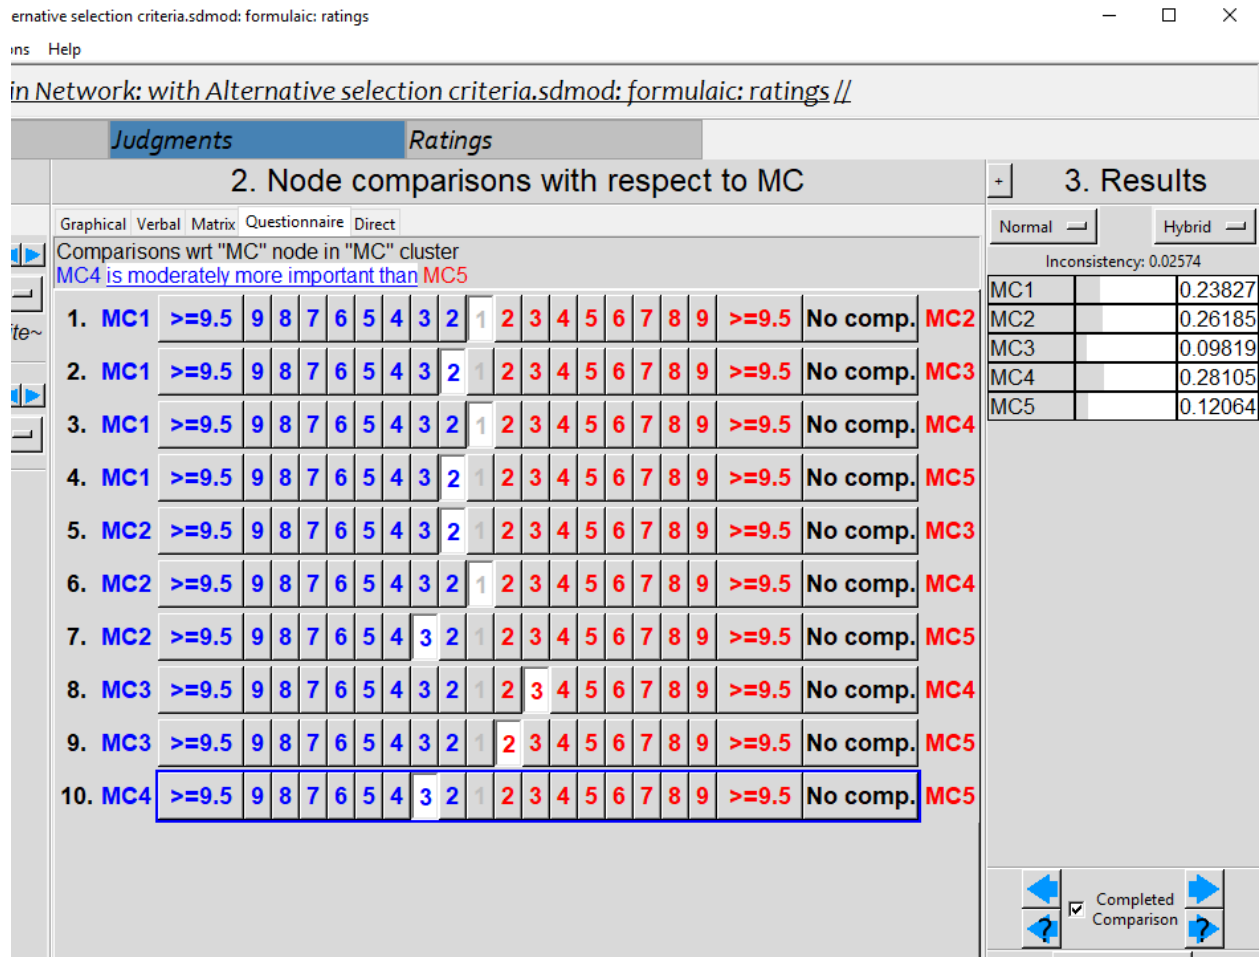 ernative selection criteria.sdmod: formulaic: ratings
ons Help
in Network: with Alternative selection criteria.sdmod: formulaic: ratings //
Judgments Ratings
2. Node comparisons with respect to MC
+ 3. Results
Graphical Verbal Matrix Questionnaire Direct
Normal Hybrid
Comparisons wrt "MC" node in "MC" cluster
MC4 is moderately more important than MC5
Inconsistency: 0.02574
MC1 0.23827
MC2 0.26185
MC3 0.09819
MC4 0.28105
MC5 0.12064
ite~
1. MC1 >=9.5 9 8 7 6 5 4 3 2 1 2 3 4 5 6 7 8 9 >=9.5 No comp. MC2
2. MC1 >=9.5 9 8 7 6 5 4 3 2 1 2 3 4 5 6 7 8 9 >=9.5 No comp. MC3
3. MC1 >=9.5 9 8 7 6 5 4 3 2 1 2 3 4 5 6 7 8 9 >=9.5 No comp. MC4
4. MC1 >=9.5 9 8 7 6 5 4 3 2 1 2 3 4 5 6 7 8 9 >=9.5 No comp. MC5
5. MC2 >=9.5 9 8 7 6 5 4 3 2 1 2 3 4 5 6 7 8 9 >=9.5 No comp. MC3
6. MC2 >=9.5 9 8 7 6 5 4 3 2 1 2 3 4 5 6 7 8 9 >=9.5 No comp. MC4
7. MC2 >=9.5 9 8 7 6 5 4 3 2 1 2 3 4 5 6 7 8 9 >=9.5 No comp. MC5
8. MC3 >=9.5 9 8 7 6 5 4 3 2 1 2 3 4 5 6 7 8 9 >=9.5 No comp. MC4
9. MC3 >=9.5 9 8 7 6 5 4 3 2 1 2 3 4 5 6 7 8 9 >=9.5 No comp. MC5
10. MC4 >=9.5 9 8 7 6 5 4 3 2 1 2 3 4 5 6 7 8 9 >=9.5 No comp. MC5
Completed
Comparison
? ?